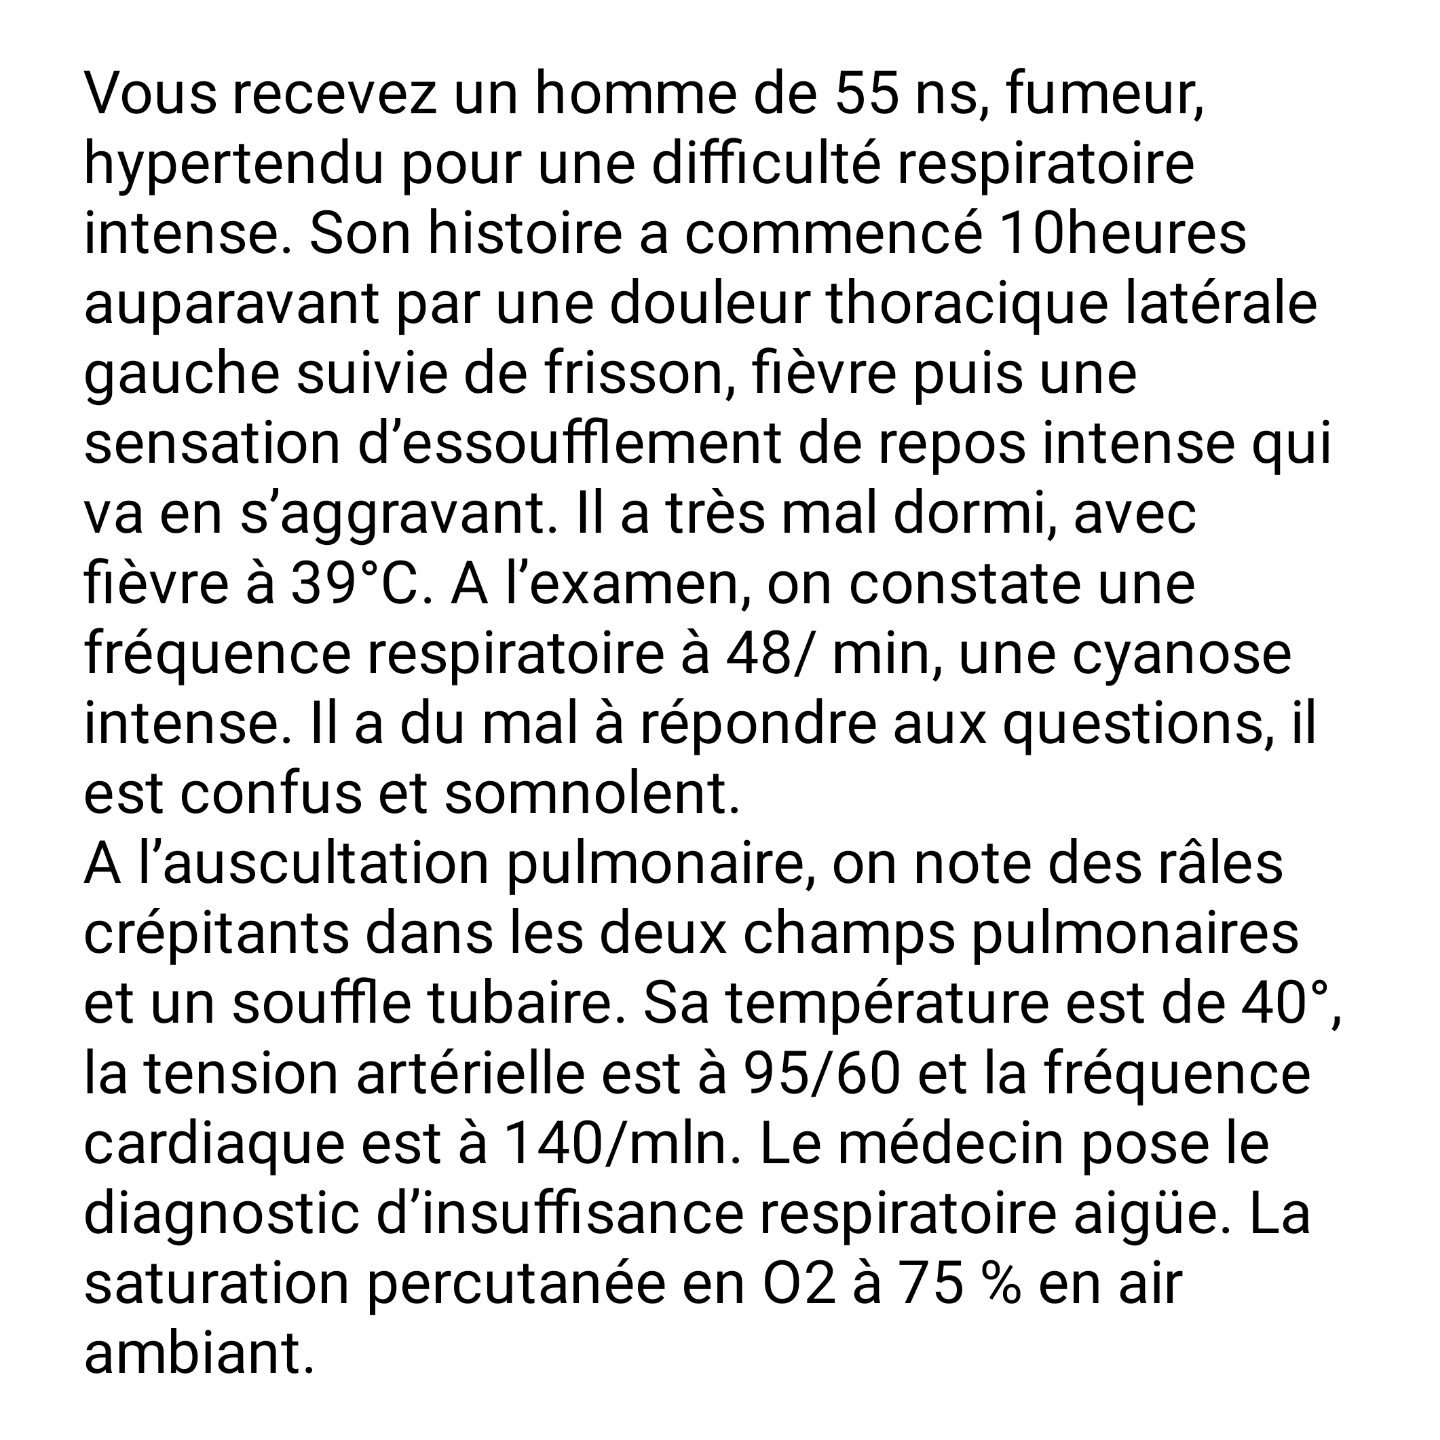 Vous recevez un homme de 55 ns, fumeur,
hypertendu pour une difficulté respiratoire
intense. Son histoire a commencé 10heures
auparavant par une douleur thoracique latérale
gauche suivie de frisson, fièvre puis une
sensation d’essoufflement de repos intense qui
va en s’aggravant. Il a très mal dormi, avec
fièvre à 39°C. A l’examen, on constate une
fréquence respiratoire à 48/ min, une cyanose
intense. Il a du mal à répondre aux questions, il
est confus et somnolent.
A l’auscultation pulmonaire, on note des râles
crépitants dans les deux champs pulmonaires
et un souffle tubaire. Sa température est de 40°,
la tension artérielle est à 95/60 et la fréquence
cardiaque est à 140/mln. Le médecin pose le
diagnostic d’insuffisance respiratoire aigüe. La
saturation percutanée en O2 à 75 % en air
ambiant.